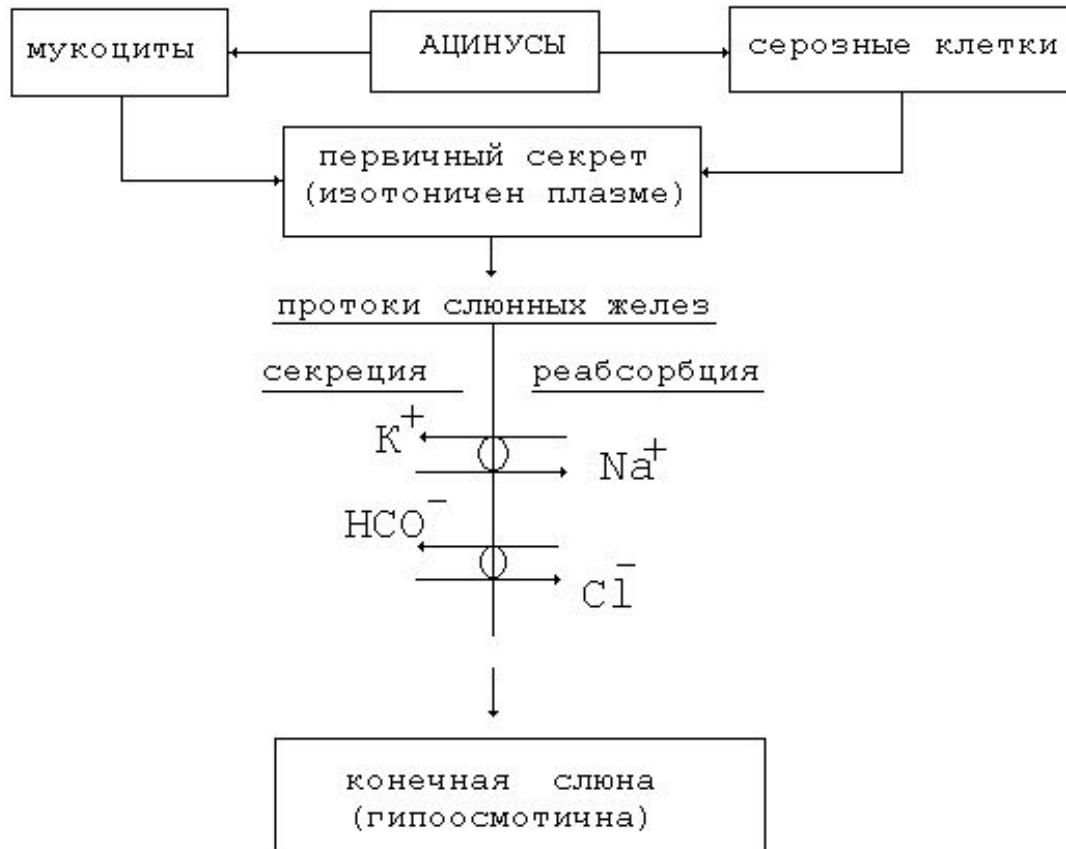 мукоциты
АЦИНУСЫ
серозные клетки
первичный секрет
(изотоничен плазме)
протоки слюнных желез
секреция
реабсорбция
K+
Na+
HCO-
Cl-
конечная слюна
(гипоосмотична)